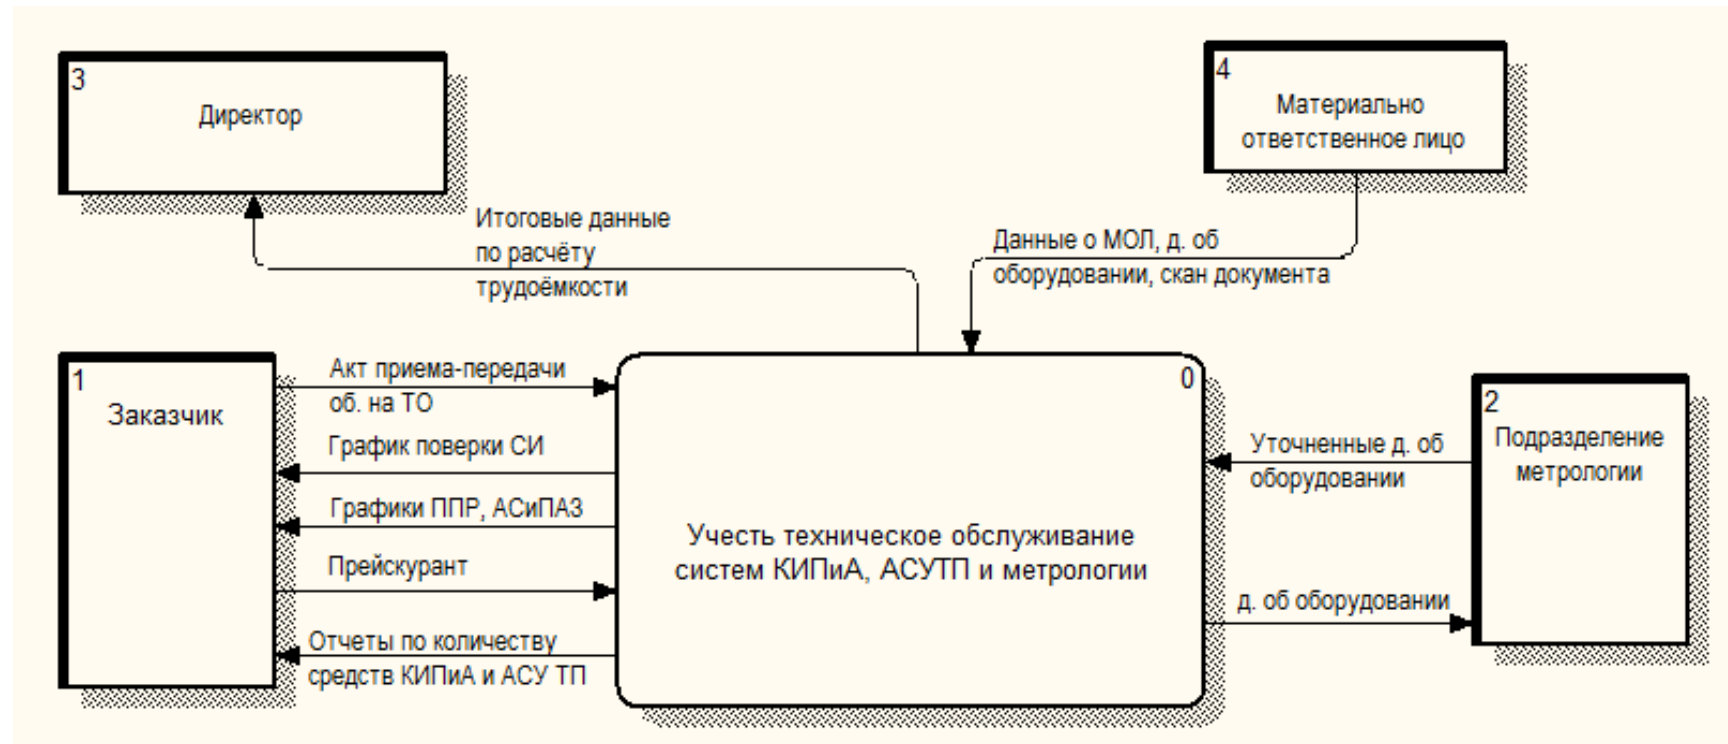 3
Директор
4
Материально
ответственное лицо
Итоговые данные
по расчёту
трудоёмкости
Данные о МОЛ, д. об
оборудовании, скан документа
1
Заказчик
Акт приема-передачи
об. на ТО
График поверки СИ
Графики ППР, АСиПАЗ
Прейскурант
Отчеты по количеству
средств КИПиА и АСУ ТП
0
Учесть техническое обслуживание
систем КИПиА, АСУТП и метрологии
Уточненные д. об
оборудовании
д. об оборудовании
2
Подразделение
метрологии